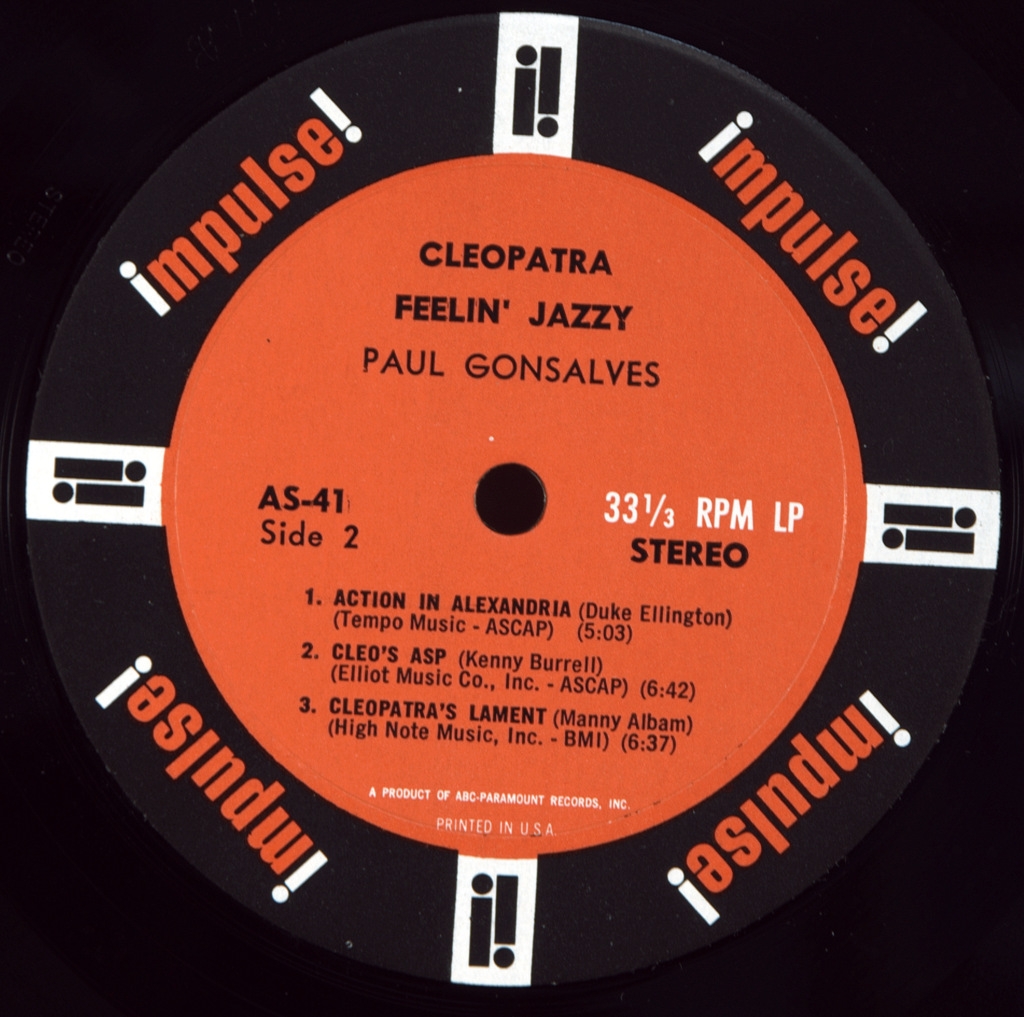 impulse!
impulse!
CLEOPATRA
FEELIN' JAZZY
PAUL GONSALVES
AS-41
Side 2
33⅓ RPM LP
STEREO
1. ACTION IN ALEXANDRIA (Duke Ellington)
(Tempo Music - ASCAP) (5:03)
2. CLEO'S ASP (Kenny Burrell)
(Elliot Music Co., Inc. - ASCAP) (6:42)
3. CLEOPATRA'S LAMENT (Manny Albam)
(High Note Music, Inc. - BMI) (6:37)
A PRODUCT OF ABC-PARAMOUNT RECORDS, INC.
PRINTED IN U.S.A.
impulse!
impulse!
STEREO